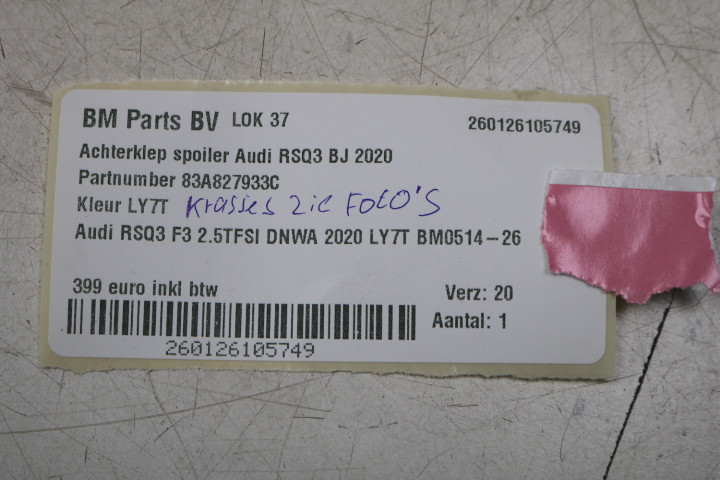 BM Parts BV LOK 37 260126105749
Achterklep spoiler Audi RSQ3 BJ 2020
Partnumber 83A827933C
Kleur LY7T Krasses zie FOtO'S
Audi RSQ3 F3 2.5TFSI DNWA 2020 LY7T BM0514-26
399 euro inkl btw Verz: 20
Aantal: 1
260126105749